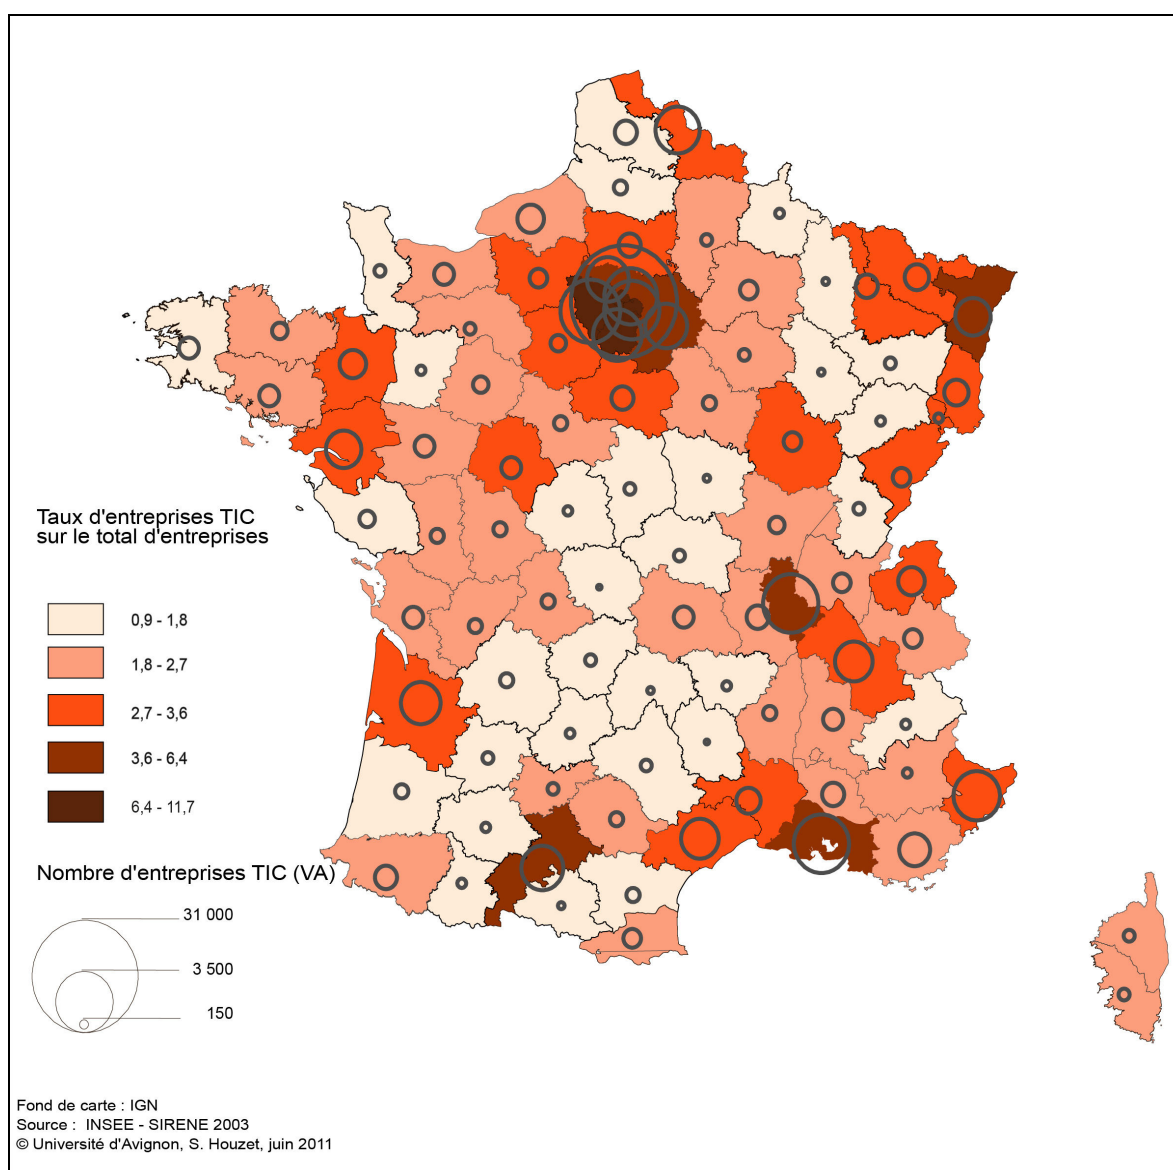 Taux d'entreprises TIC
sur le total d'entreprises
0,9 - 1,8
1,8 - 2,7
2,7 - 3,6
3,6 - 6,4
6,4 - 11,7
Nombre d'entreprises TIC (VA)
31 000
3 500
150
Fond de carte : IGN
Source :  INSEE - SIRENE 2003
© Université d'Avignon, S. Houzet, juin 2011